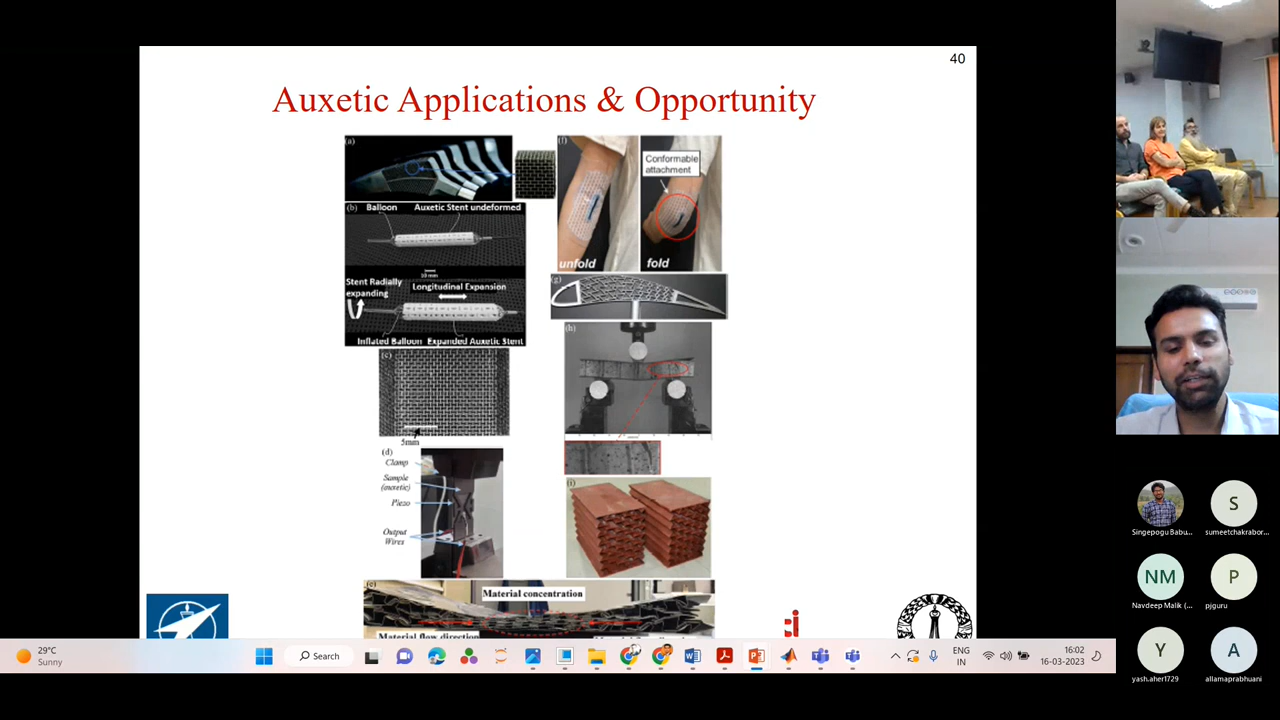 40
Auxetic Applications & Opportunity
(a)
(b)
Balloon
Auxetic Stent undeformed
10 mm
Stent Radially
expanding
Longitudinal Expansion
Inflated Balloon
Expanded Auxetic Stent
(c)
5mm
(d)
Clamp
Sample
Piezo
Output
Wires
(e)
Material concentration
Material flow direction
(f)
Conformable
attachment
unfold
fold
(g)
(h)
(i)
Singepogu Babu...
S
sumeetchakrabor...
NM
Navdeep Malik (...
P
pjguru
Y
yash.aher1729
A
allamaprabhuani
29°C
Sunny
Search
ENG
IN
16:02
16-03-2023